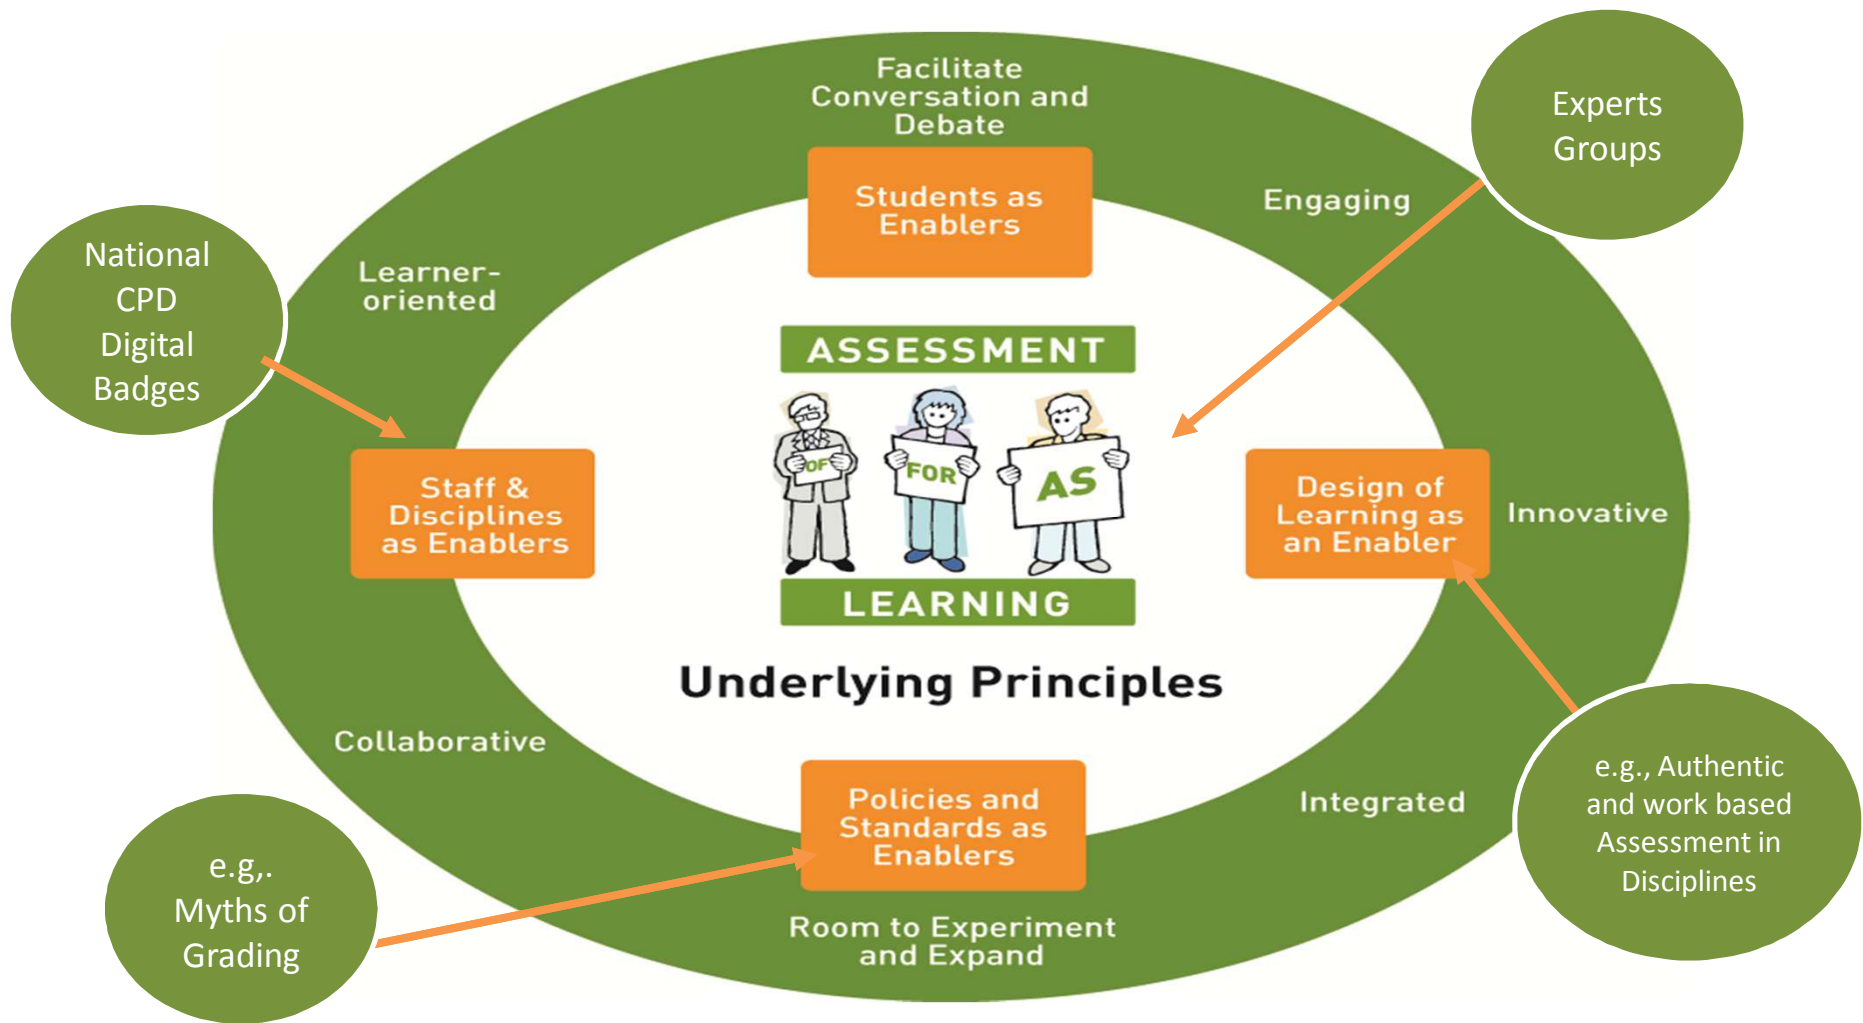 Facilitate
Conversation and
Debate
Experts
Groups
Students as
Enablers
Engaging
National
CPD
Digital
Badges
Learner-
oriented
ASSESSMENT
OF
FOR
AS
LEARNING
Staff &
Disciplines
as Enablers
Design of
Learning as
an Enabler
Innovative
Underlying Principles
Collaborative
Integrated
Policies and
Standards as
Enablers
e.g., Authentic
and work based
Assessment in
Disciplines
e.g,.
Myths of
Grading
Room to Experiment
and Expand